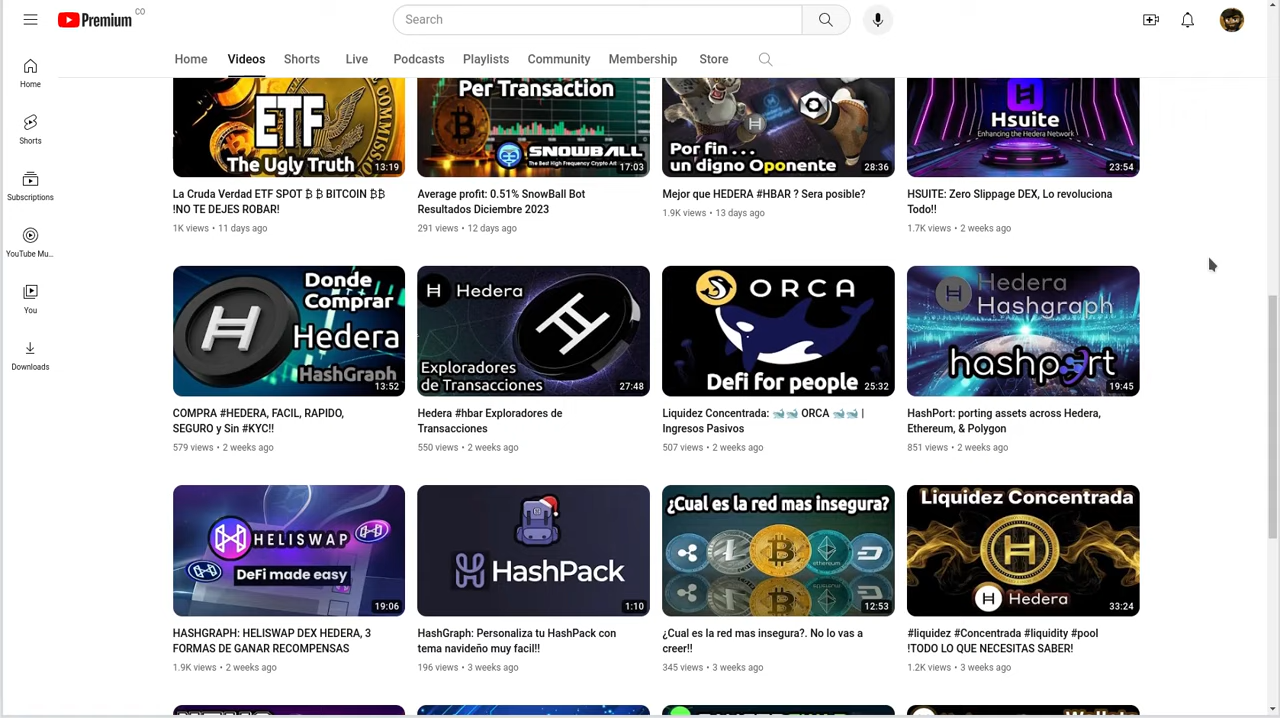 Premium CO
Search
Home Videos Shorts Live Podcasts Playlists Community Membership Store
Home
Shorts
Subscriptions
YouTube Mu...
You
Downloads
ETF
The Ugly Truth
13:19
Per Transaction
SNOWBALL
17:03
Por fin...
un digno Oponente
28:36
Hsuite
Enhancing the Hedera Network
23:54
La Cruda Verdad ETF SPOT ₿ ₿ BITCOIN ₿₿
!NO TE DEJES ROBAR!
1K views • 11 days ago
Average profit: 0.51% SnowBall Bot
Resultados Diciembre 2023
291 views • 12 days ago
Mejor que HEDERA #HBAR ? Sera posible?
1.9K views • 13 days ago
HSUITE: Zero Slippage DEX, Lo revoluciona
Todo!!
1.7K views • 2 weeks ago
Donde
Comprar
Hedera
HashGraph
13:52
Hedera
Exploradores
de Transacciones
27:48
ORCA
Defi for people
25:32
Hedera
Hashgraph
hashport
19:45
COMPRA #HEDERA, FACIL, RAPIDO,
SEGURO y Sin #KYC!!
579 views • 2 weeks ago
Hedera #hbar Exploradores de
Transacciones
550 views • 2 weeks ago
Liquidez Concentrada: 🐋🐋 ORCA 🐋🐋 |
Ingresos Pasivos
507 views • 2 weeks ago
HashPort: porting assets across Hedera,
Ethereum, & Polygon
851 views • 2 weeks ago
HELISWAP
DeFi made easy
19:06
HashPack
1:10
¿Cual es la red mas insegura?
12:53
Liquidez Concentrada
Hedera
33:24
HASHGRAPH: HELISWAP DEX HEDERA, 3
FORMAS DE GANAR RECOMPENSAS
1.9K views • 2 weeks ago
HashGraph: Personaliza tu HashPack con
tema navideño muy facil!!
196 views • 3 weeks ago
¿Cual es la red mas insegura?. No lo vas a
creer!!
345 views • 3 weeks ago
#liquidez #Concentrada #liquidity #pool
!TODO LO QUE NECESITAS SABER!
1.2K views • 3 weeks ago